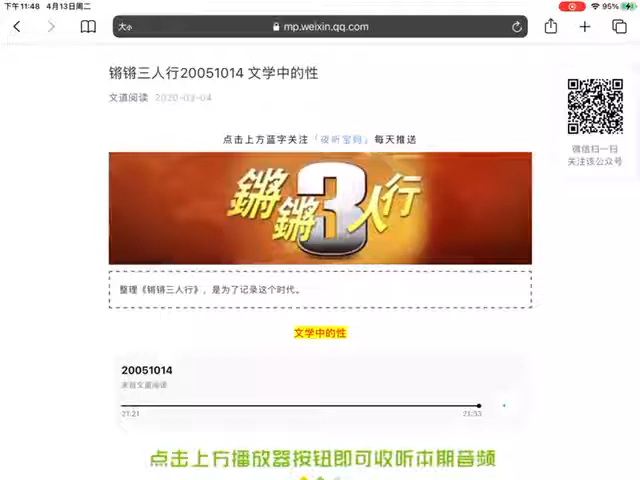 下午11:48 4月13日周二
95%
大小
mp.weixin.qq.com
锵锵三人行20051014 文学中的性
文道阅读 2020-03-04
点击上方蓝字关注「夜听宝网」每天推送
锵锵3人行
微信扫一扫
关注该公众号
整理《锵锵三人行》，是为了记录这个时代。
文学中的性
20051014
来自文道阅读
21:21
21:33
点击上方播放器按钮即可收听本期音频